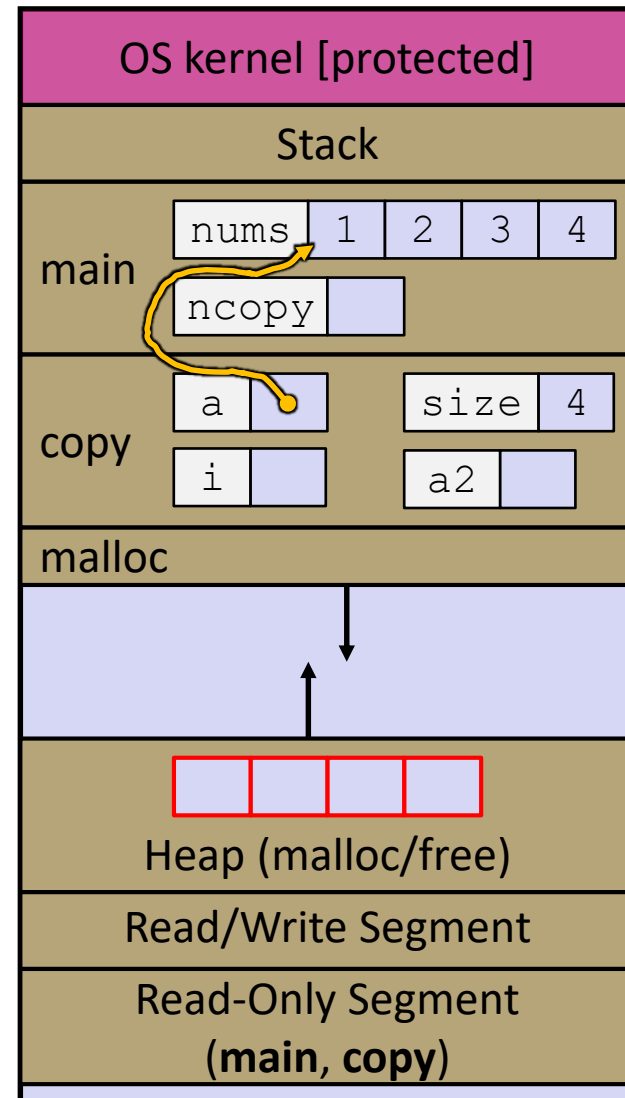 OS kernel [protected]
Stack
main
nums 1 2 3 4
ncopy
copy
a
size 4
i
a2
malloc
Heap (malloc/free)
Read/Write Segment
Read-Only Segment
(main, copy)